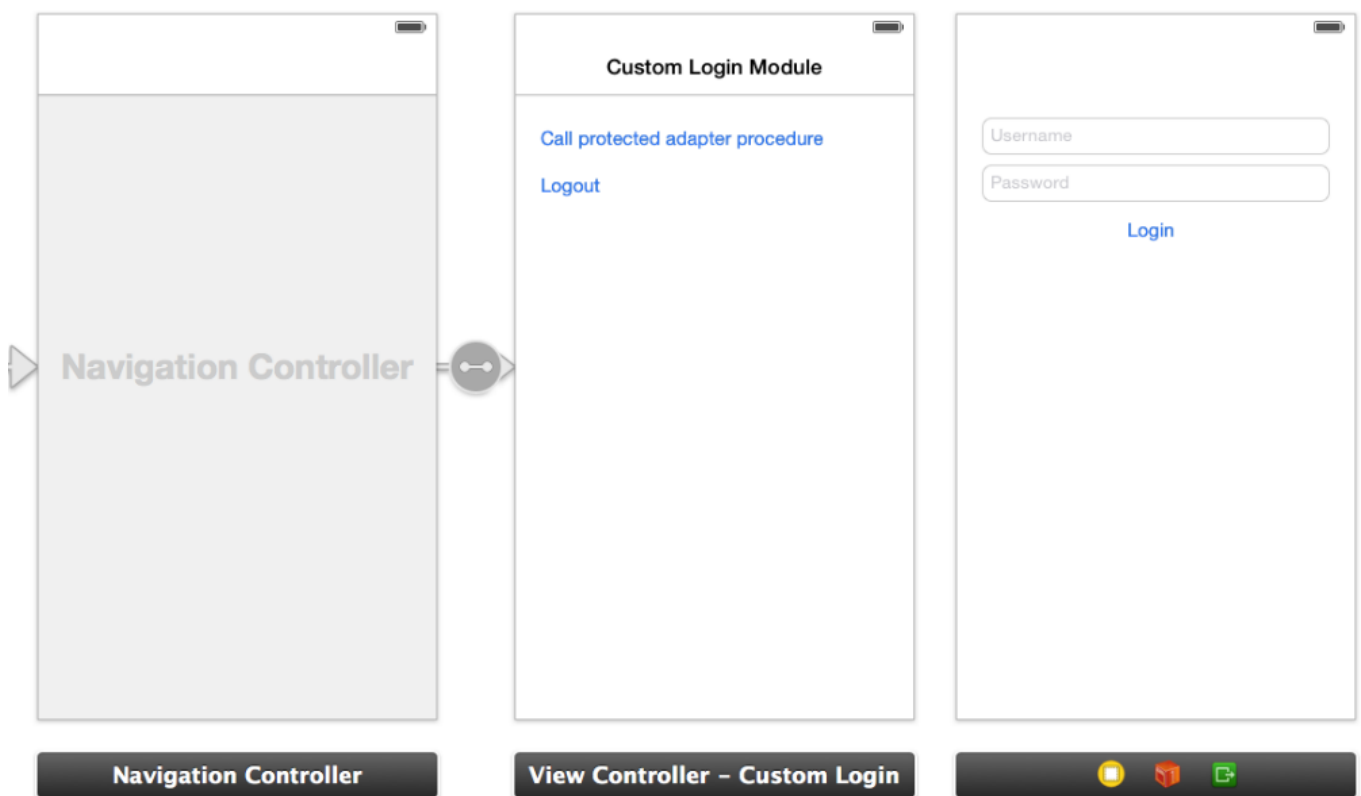 Navigation Controller
Custom Login Module
Call protected adapter procedure
Logout
Username
Password
Login
Navigation Controller
View Controller – Custom Login